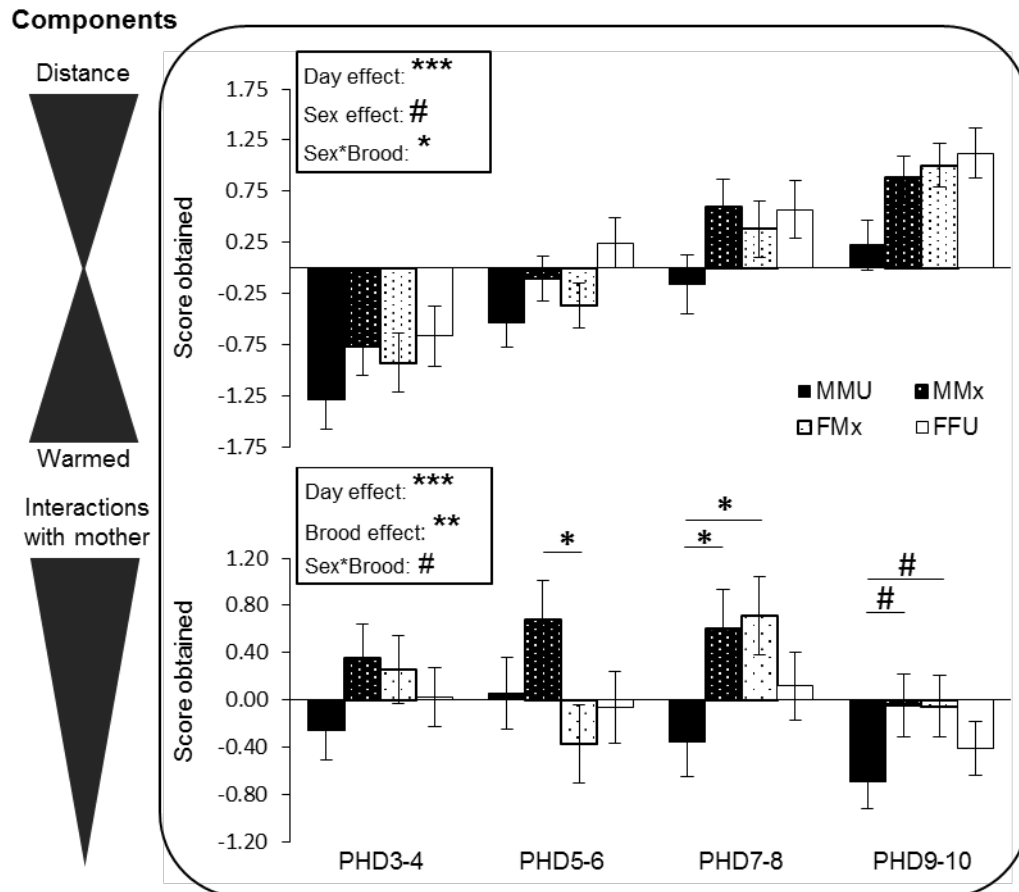 Components
Distance
Warmed
Interactions
with mother
Day effect: ***
Sex effect: #
Sex*Brood: *
Score obtained
1.75
1.25
0.75
0.25
-0.25
-0.75
-1.25
-1.75
MMU MMx
FMx FFU
Day effect: ***
Brood effect: **
Sex*Brood: #
Score obtained
1.20
0.80
0.40
0.00
-0.40
-0.80
-1.20
*
*
*
#
#
PHD3-4 PHD5-6 PHD7-8 PHD9-10